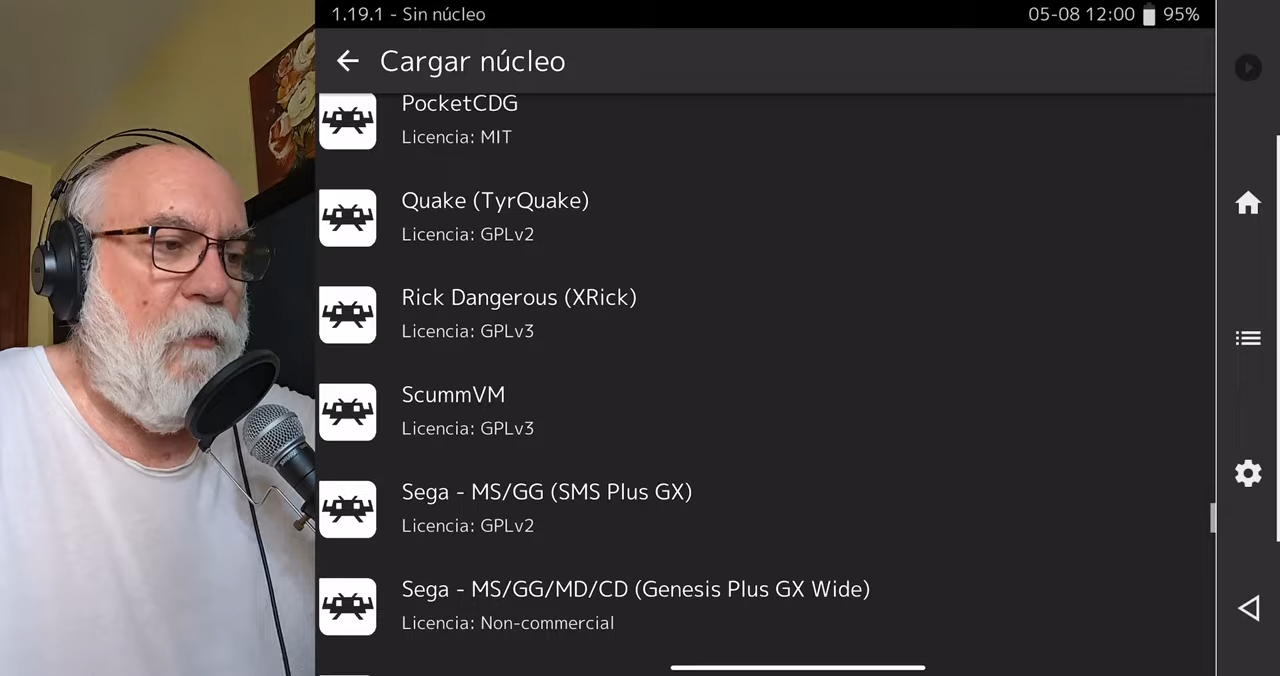 1.19.1 - Sin núcleo
05-08 12:00 95%
Cargar núcleo
PocketCDG
Licencia: MIT
Quake (TyrQuake)
Licencia: GPLv2
Rick Dangerous (XRick)
Licencia: GPLv3
ScummVM
Licencia: GPLv3
Sega - MS/GG (SMS Plus GX)
Licencia: GPLv2
Sega - MS/GG/MD/CD (Genesis Plus GX Wide)
Licencia: Non-commercial